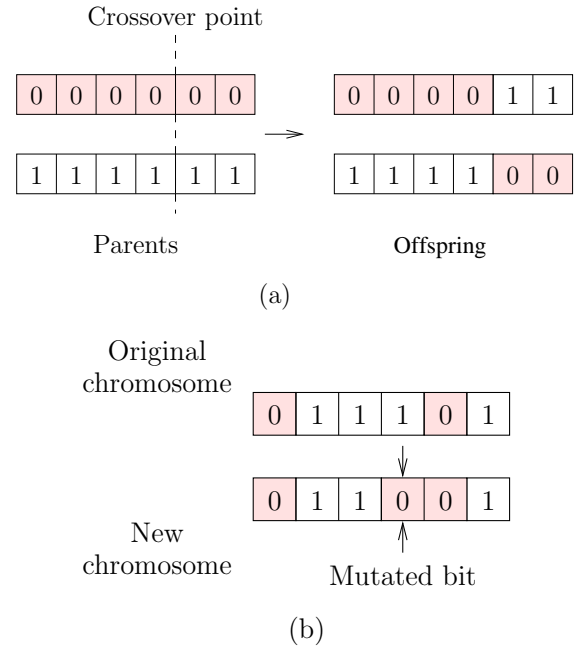 Crossover point
0 0 0 0 0 0
0 0 0 0 1 1
1 1 1 1 1 1
1 1 1 1 0 0
Parents
Offspring
(a)
Original
chromosome
0 1 1 1 0 1
0 1 1 0 0 1
New
chromosome
Mutated bit
(b)